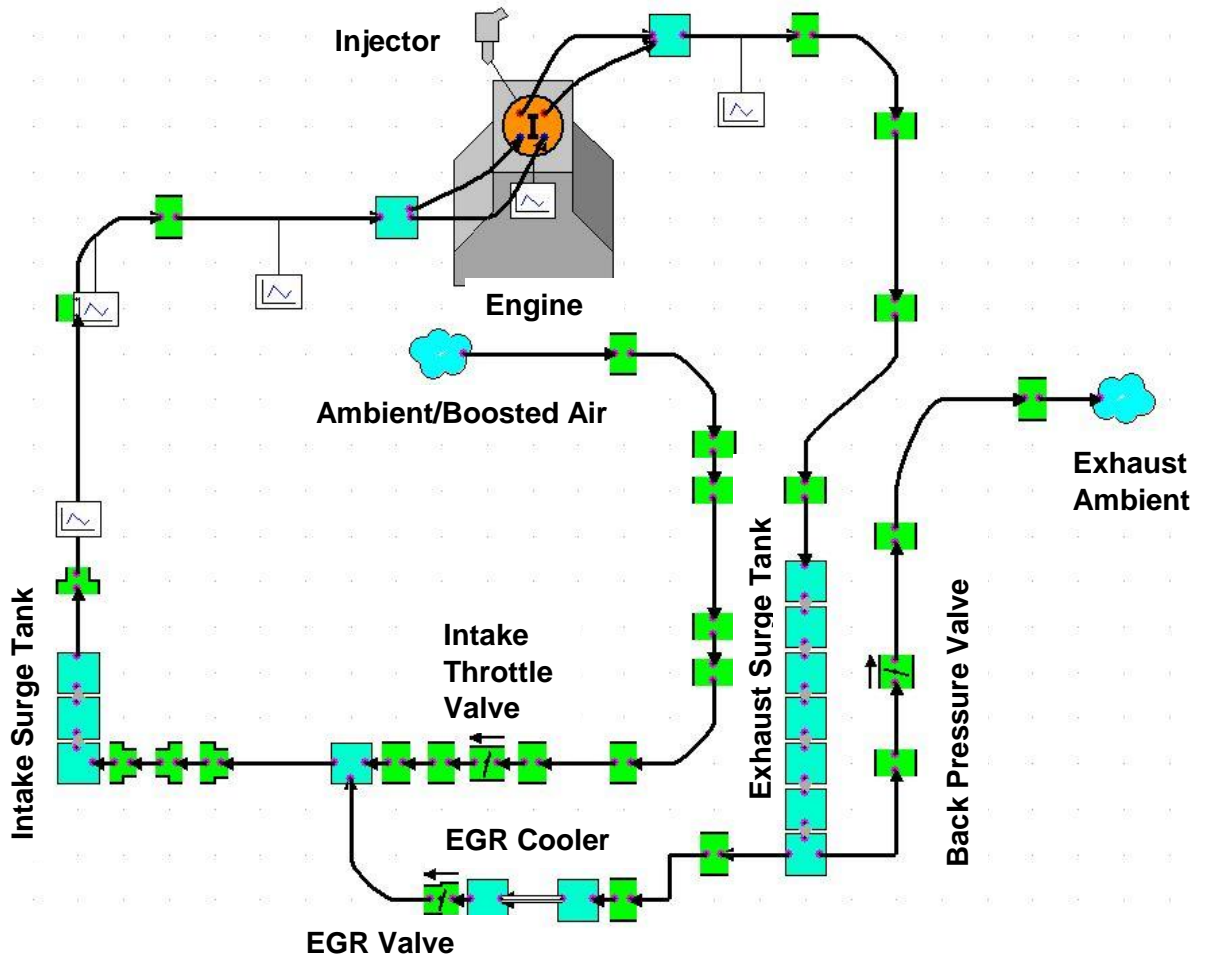 Injector
I
Engine
Ambient/Boosted Air
Exhaust
Ambient
Intake Surge Tank
Intake
Throttle
Valve
Exhaust Surge Tank
Back Pressure Valve
EGR Cooler
EGR Valve